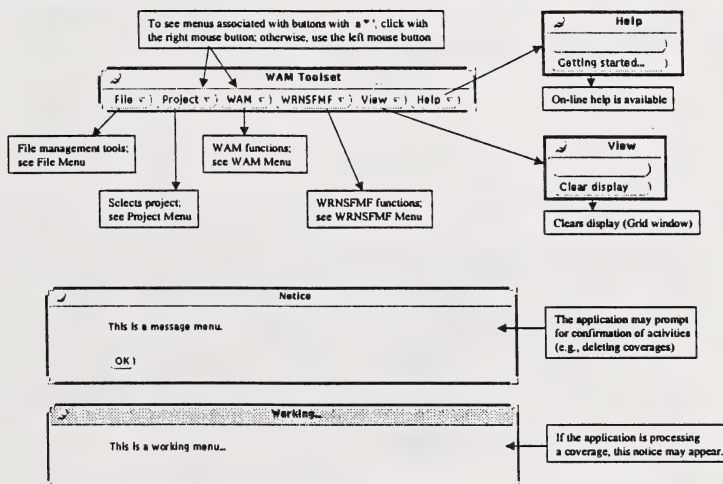 To see menus associated with buttons with a "▿", click with
the right mouse button; otherwise, use the left mouse button
WAM Toolset
File ▿ Project ▿ WAM ▿ WRNSFMF ▿ View ▿ Help ▿
Help
Getting started...
On-line help is available
File management tools;
see File Menu
WAM functions;
see WAM Menu
Selects project;
see Project Menu
WRNSFMF functions;
see WRNSFMF Menu
View
Clear display
Clears display (Grid window)
Notice
This is a message menu.
OK
The application may prompt
for confirmation of activities
(e.g., deleting coverages)
Working...
This is a working menu...
If the application is processing
a coverage, this notice may appear.